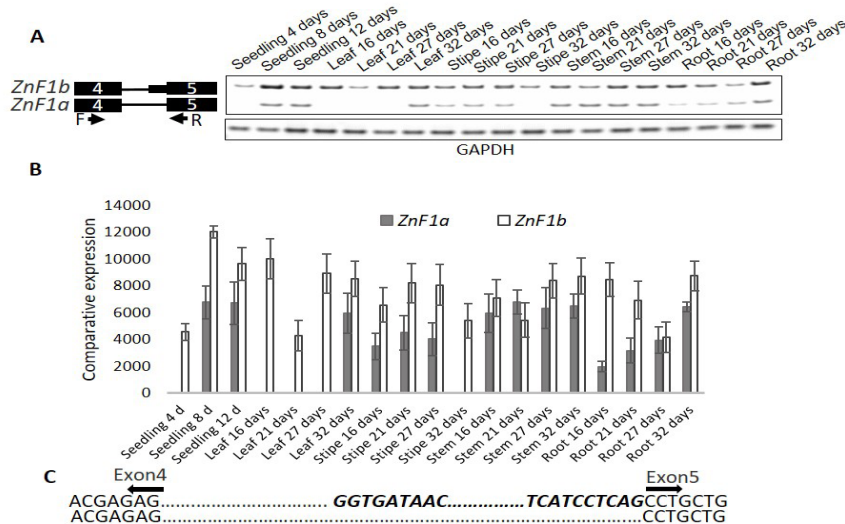 A
Seedling 4 days
Seedling 8 days
Seedling 12 days
Leaf 16 days
Leaf 21 days
Leaf 27 days
Leaf 32 days
Stipe 16 days
Stipe 21 days
Stipe 27 days
Stipe 32 days
Stem 16 days
Stem 21 days
Stem 27 days
Stem 32 days
Root 16 days
Root 21 days
Root 27 days
Root 32 days
ZnF1b 4 5
ZnF1a 4 5
F R
GAPDH
B
14000
12000
10000
8000
6000
4000
2000
0
Comparative expression
ZnF1a ZnF1b
Seedling 4 d
Seedling 8 d
Seedling 12 d
Leaf 16 days
Leaf 21 days
Leaf 27 days
Leaf 32 days
Stipe 16 days
Stipe 21 days
Stipe 27 days
Stipe 32 days
Stem 16 days
Stem 21 days
Stem 27 days
Stem 32 days
Root 16 days
Root 21 days
Root 27 days
Root 32 days
C
Exon4 Exon5
ACGAGAG................................ GGTGATAAC...............TCATCCTCAGCCTGCTG
ACGAGAG.............................................................................................CCTGCTG